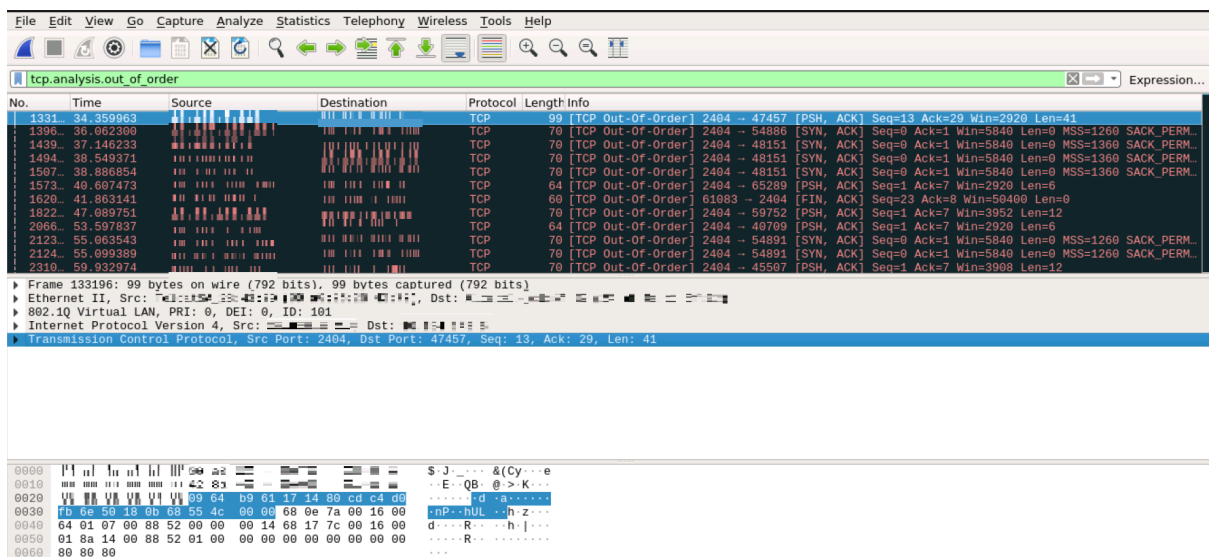 File Edit View Go Capture Analyze Statistics Telephony Wireless Tools Help
tcp.analysis.out_of_order Expression...
No. Time Source Destination Protocol Length Info
1331… 34.359963 TCP 99 [TCP Out-Of-Order] 2404 → 47457 [PSH, ACK] Seq=13 Ack=29 Win=2920 Len=41
1396… 36.062300 TCP 70 [TCP Out-Of-Order] 2404 → 54886 [SYN, ACK] Seq=0 Ack=1 Win=5840 Len=0 MSS=1260 SACK_PERM…
1439… 37.146233 TCP 70 [TCP Out-Of-Order] 2404 → 48151 [SYN, ACK] Seq=0 Ack=1 Win=5840 Len=0 MSS=1360 SACK_PERM…
1494… 38.549371 TCP 70 [TCP Out-Of-Order] 2404 → 48151 [SYN, ACK] Seq=0 Ack=1 Win=5840 Len=0 MSS=1360 SACK_PERM…
1507… 38.886854 TCP 70 [TCP Out-Of-Order] 2404 → 48151 [SYN, ACK] Seq=0 Ack=1 Win=5840 Len=0 MSS=1360 SACK_PERM…
1573… 40.607473 TCP 64 [TCP Out-Of-Order] 2404 → 65289 [PSH, ACK] Seq=1 Ack=7 Win=2920 Len=6
1620… 41.863141 TCP 60 [TCP Out-Of-Order] 61083 → 2404 [FIN, ACK] Seq=23 Ack=8 Win=50400 Len=0
1822… 47.089751 TCP 70 [TCP Out-Of-Order] 2404 → 59752 [PSH, ACK] Seq=1 Ack=7 Win=3952 Len=12
2066… 53.597837 TCP 64 [TCP Out-Of-Order] 2404 → 40709 [PSH, ACK] Seq=1 Ack=7 Win=2920 Len=6
2123… 55.063543 TCP 70 [TCP Out-Of-Order] 2404 → 54891 [SYN, ACK] Seq=0 Ack=1 Win=5840 Len=0 MSS=1260 SACK_PERM…
2124… 55.099389 TCP 70 [TCP Out-Of-Order] 2404 → 54891 [SYN, ACK] Seq=0 Ack=1 Win=5840 Len=0 MSS=1260 SACK_PERM…
2310… 59.932974 TCP 70 [TCP Out-Of-Order] 2404 → 45507 [PSH, ACK] Seq=1 Ack=7 Win=3908 Len=12
Frame 133196: 99 bytes on wire (792 bits), 99 bytes captured (792 bits)
Ethernet II, Src: Dst:
802.1Q Virtual LAN, PRI: 0, DEI: 0, ID: 101
Internet Protocol Version 4, Src: Dst:
Transmission Control Protocol, Src Port: 2404, Dst Port: 47457, Seq: 13, Ack: 29, Len: 41
0000 $·J·_··· &(Cy···e
0010 ··E··QB· @·>·K···
0020 09 64 b9 61 17 14 80 cd c4 d0 ·······d ·a······
0030 fb 6e 50 18 0b 68 55 4c 00 00 68 0e 7a 00 16 00 ·nP··hUL ··h·z···
0040 64 01 07 00 88 52 00 00 00 14 68 17 7c 00 16 00 d····R·· ··h·|···
0050 01 8a 14 00 88 52 01 00 00 00 00 00 00 00 00 00 ·····R·· ········
0060 80 80 80 ···